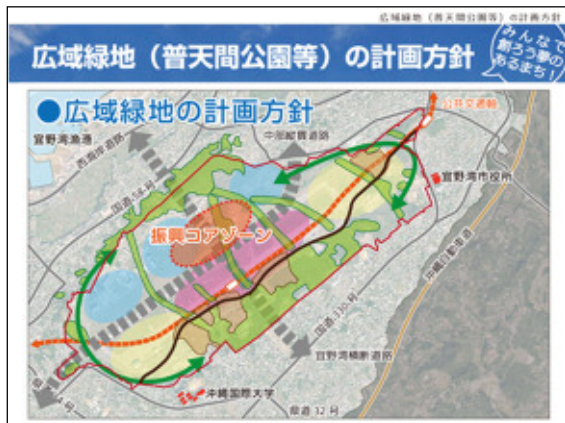 広域緑地（普天間公園等）の計画方針
広域緑地（普天間公園等）の計画方針
みんなで
創ろう夢の
あるまち！
●広域緑地の計画方針
公共交通軸
宜野湾漁港
西海岸道路
中部縦貫道路
国道58号
宜野湾市役所
振興コアゾーン
沖縄自動車道
国道330号
宜野湾横断道路
沖縄国際大学
県道32号